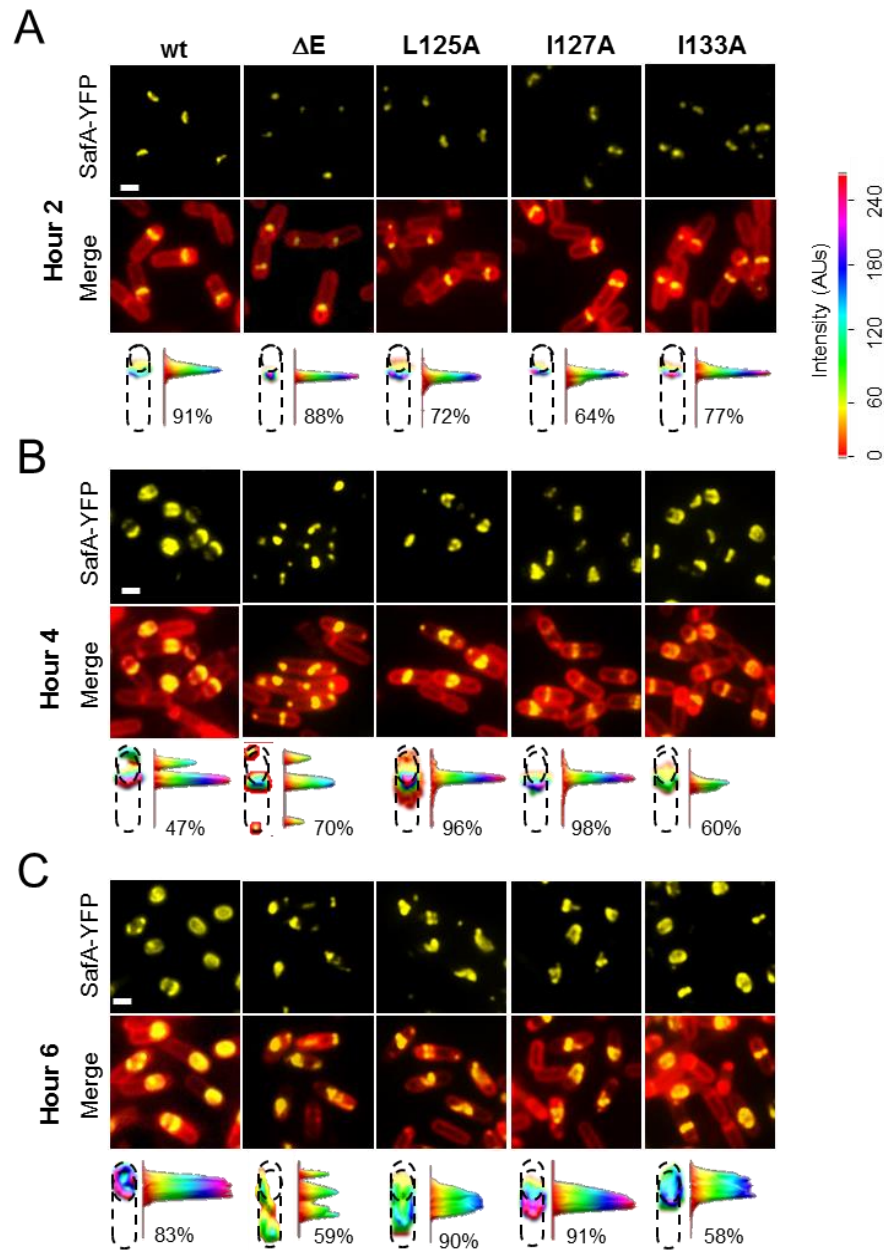 A
wt ΔE L125A I127A I133A
Hour 2
SafA-YFP
Merge
91% 88% 72% 64% 77%
Intensity (AUs)
240
180
120
60
0
B
Hour 4
SafA-YFP
Merge
47% 70% 96% 98% 60%
C
Hour 6
SafA-YFP
Merge
83% 59% 90% 91% 58%